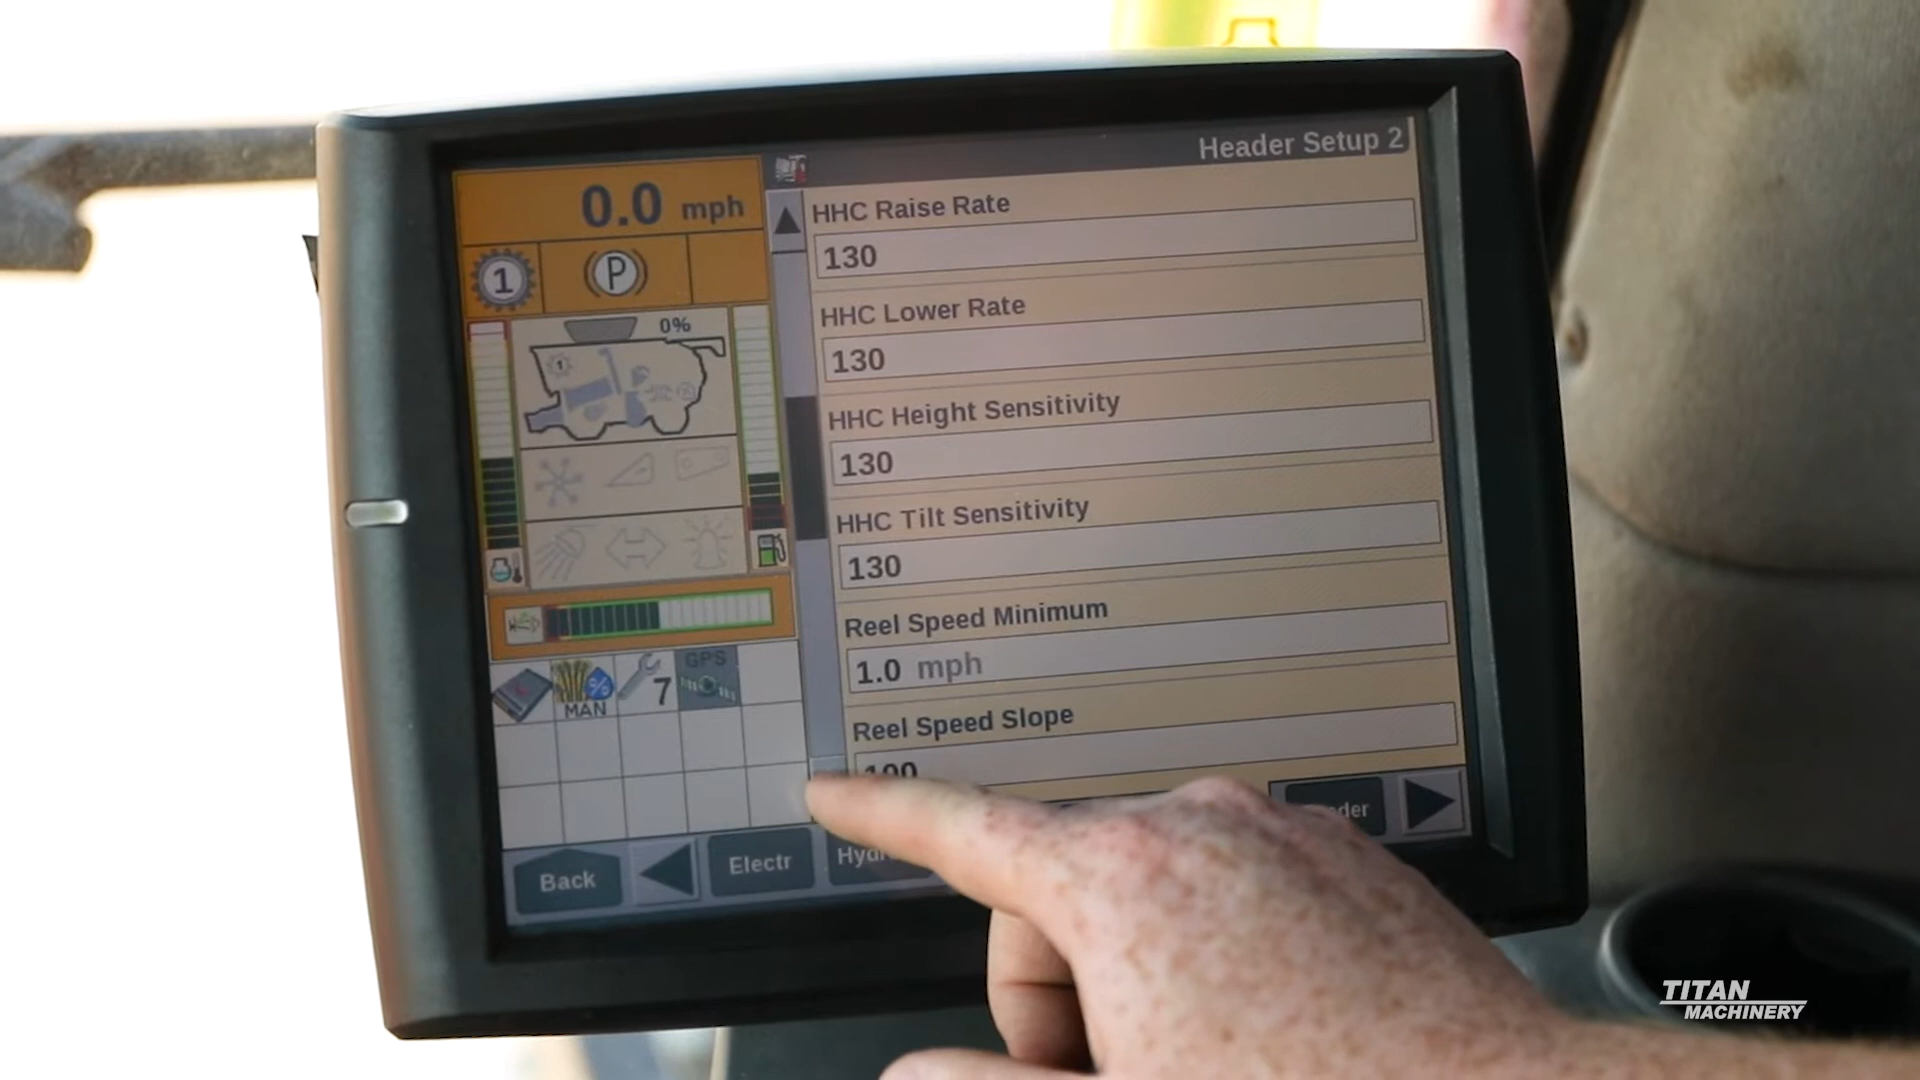 Header Setup 2
0.0 mph
1
P
0%
1
GPS
7
MAN
HHC Raise Rate
130
HHC Lower Rate
130
HHC Height Sensitivity
130
HHC Tilt Sensitivity
130
Reel Speed Minimum
1.0 mph
Reel Speed Slope
100
Back
Electr
TITAN
MACHINERY